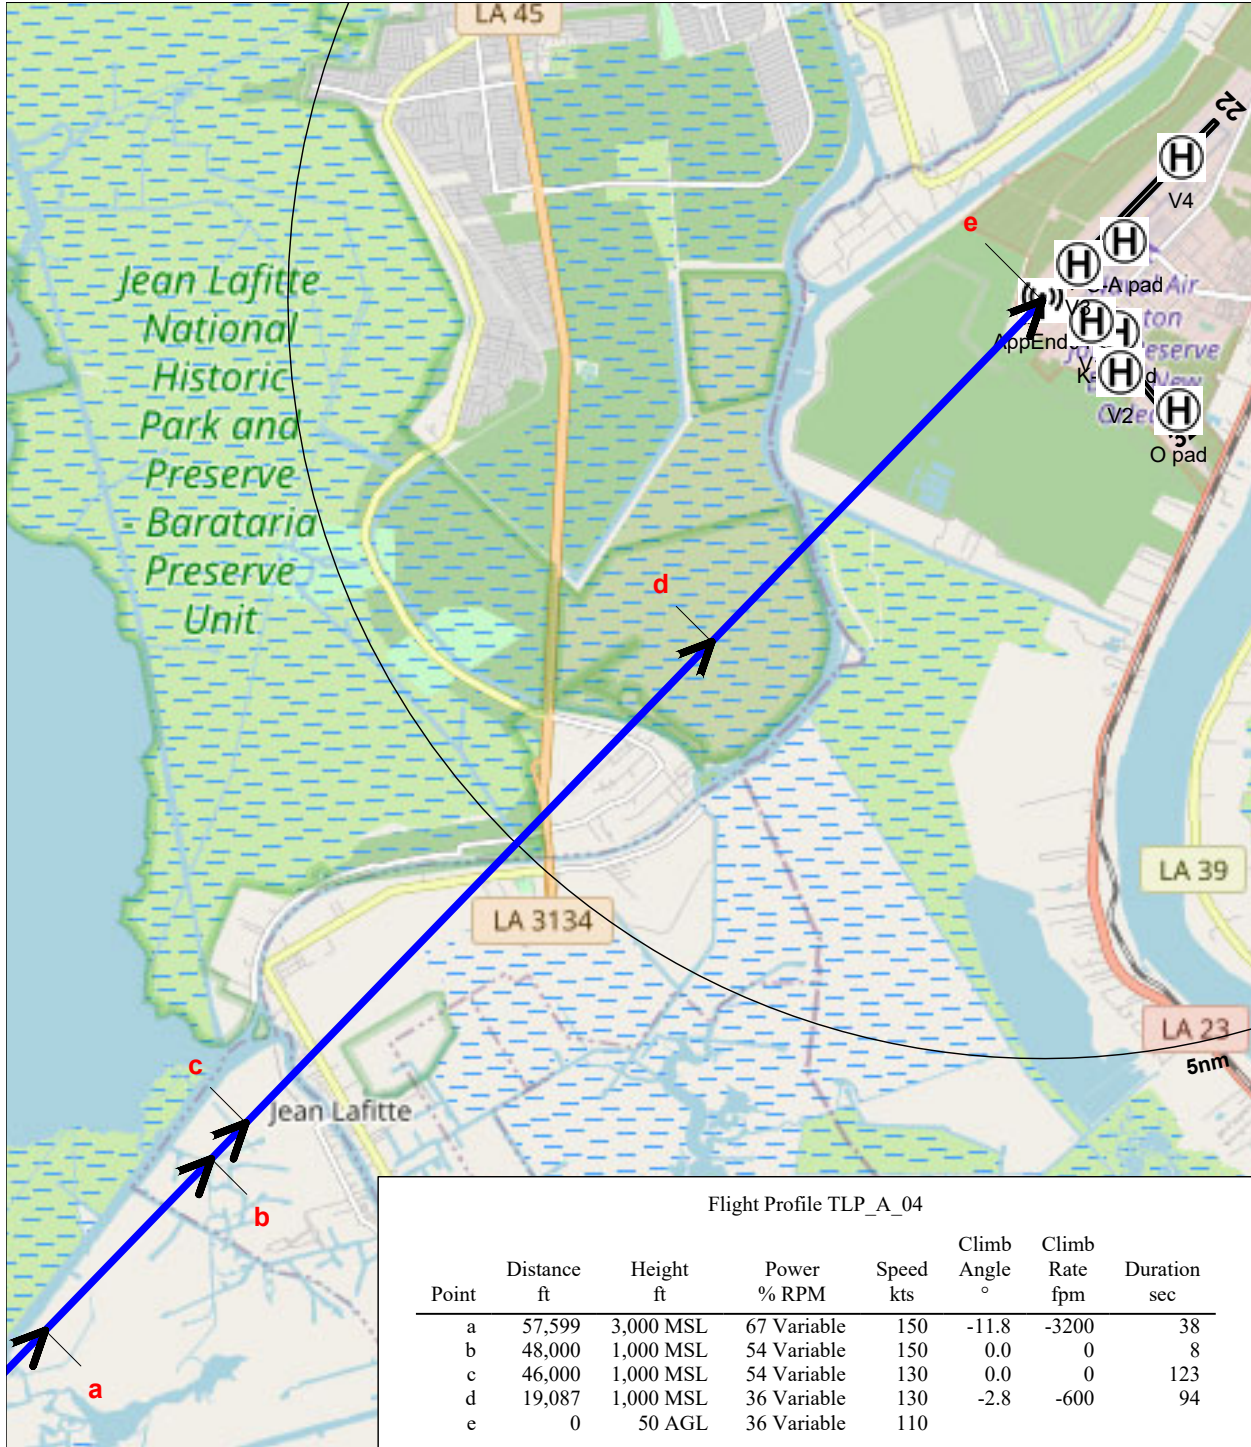 LA 45
22
V4
e
A pad
Air
V3
AppEnd
eserve
New
V2
O pad
Jean Lafitte
National
Historic
Park and
Preserve
- Barataria
Preserve
Unit
d
LA 39
LA 3134
LA 23
5nm
c
Jean Lafitte
b
a
Flight Profile TLP_A_04
Point Distance ft Height ft Power % RPM Speed kts Climb Angle ° Climb Rate fpm Duration sec
a 57,599 3,000 MSL 67 Variable 150 -11.8 -3200 38
b 48,000 1,000 MSL 54 Variable 150 0.0 0 8
c 46,000 1,000 MSL 54 Variable 130 0.0 0 123
d 19,087 1,000 MSL 36 Variable 130 -2.8 -600 94
e 0 50 AGL 36 Variable 110